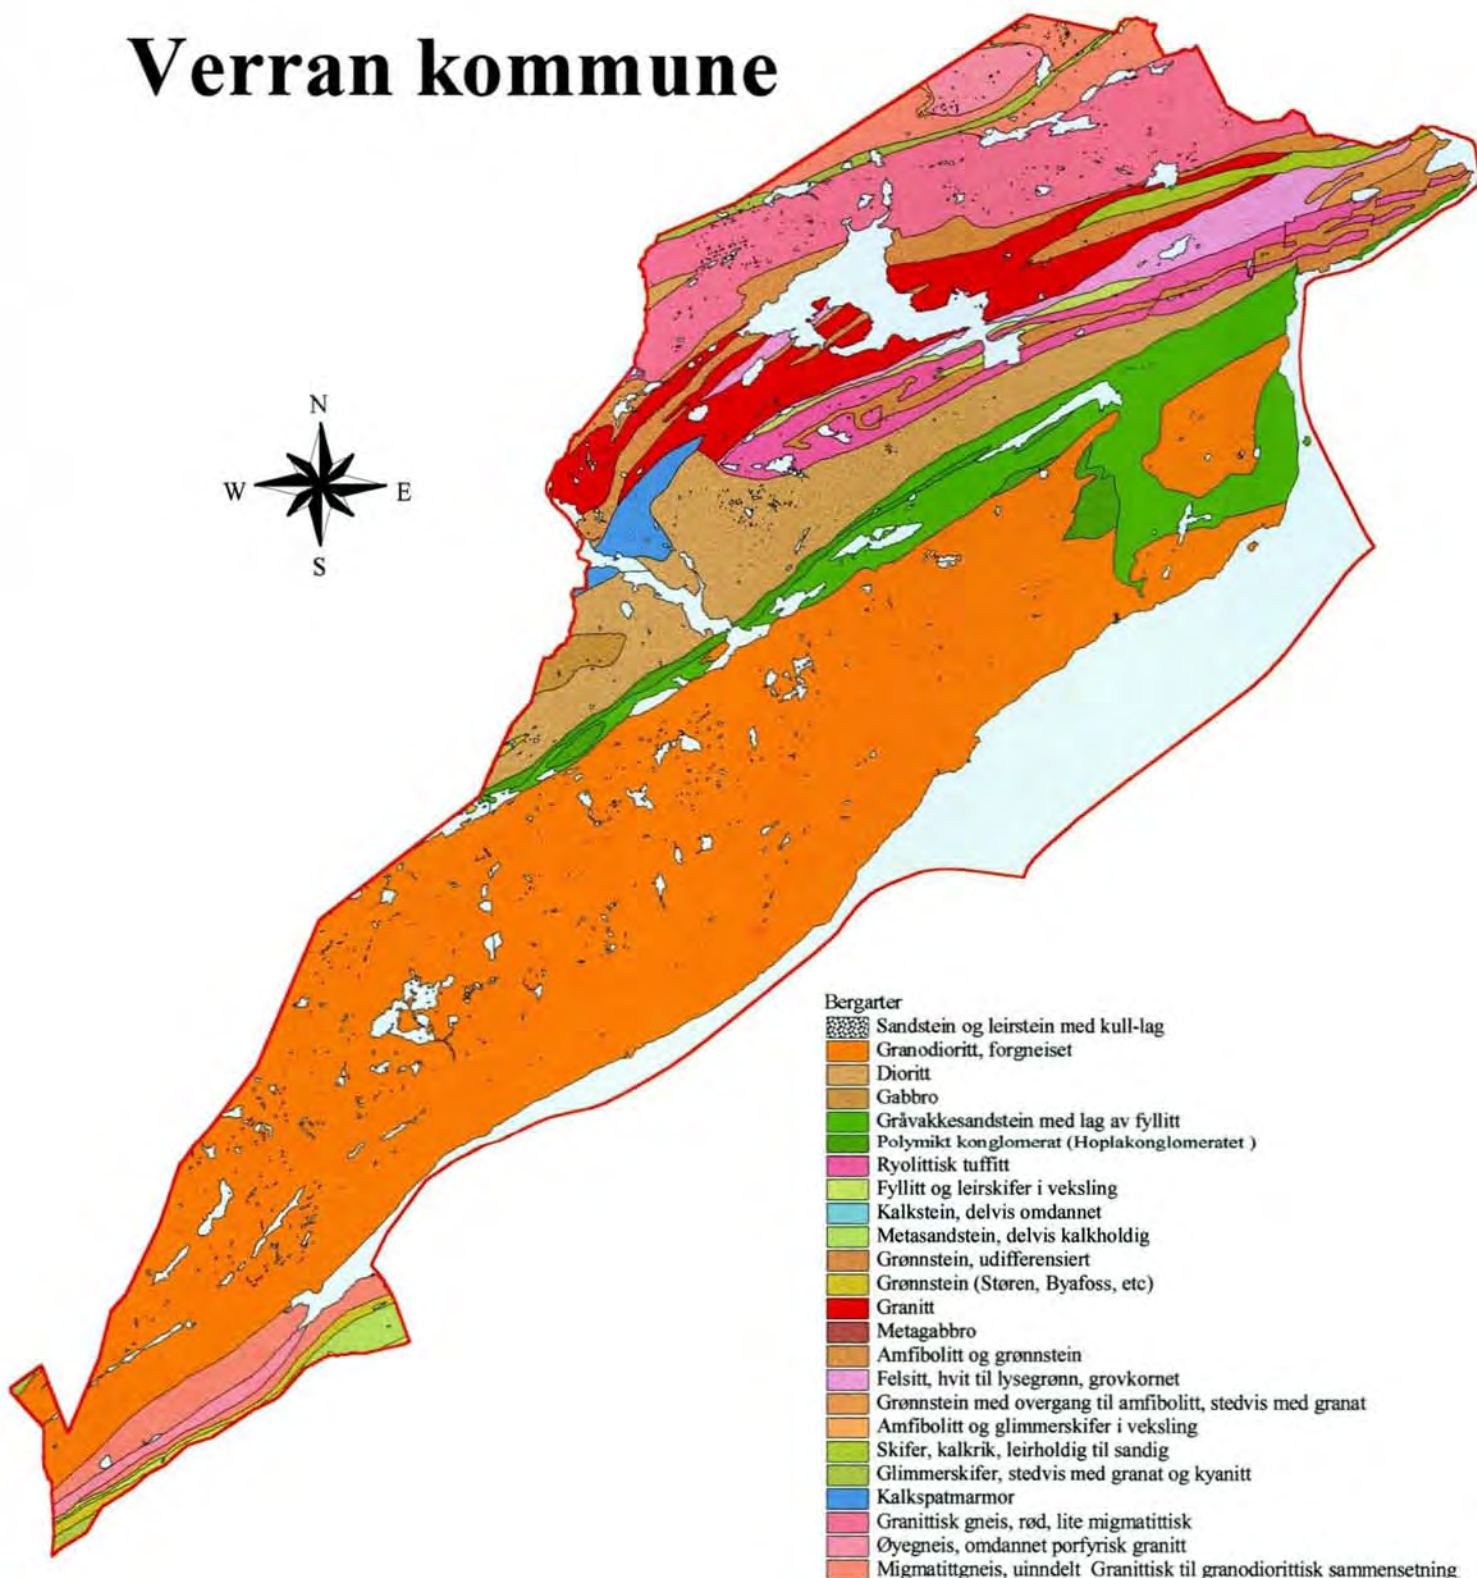 Verran kommune
N
W E
S
Bergarter
Sandstein og leirstein med kull-lag
Granodioritt, forgneiset
Dioritt
Gabbro
Gråvakkesandstein med lag av fyllitt
Polymikt konglomerat (Hoplakonglomeratet )
Ryolittisk tuffitt
Fyllitt og leirskifer i veksling
Kalkstein, delvis omdannet
Metasandstein, delvis kalkholdig
Grønnstein, udifferensiert
Grønnstein (Støren, Byafoss, etc)
Granitt
Metagabbro
Amfibolitt og grønnstein
Felsitt, hvit til lysegrønn, grovkornet
Grønnstein med overgang til amfibolitt, stedvis med granat
Amfibolitt og glimmerskifer i veksling
Skifer, kalkrik, leirholdig til sandig
Glimmerskifer, stedvis med granat og kyanitt
Kalkspatmarmor
Granittisk gneis, rød, lite migmatittisk
Øyegneis, omdannet porfyrisk granitt
Migmatittgneis, uinndelt Granittisk til granodiorittisk sammensetning